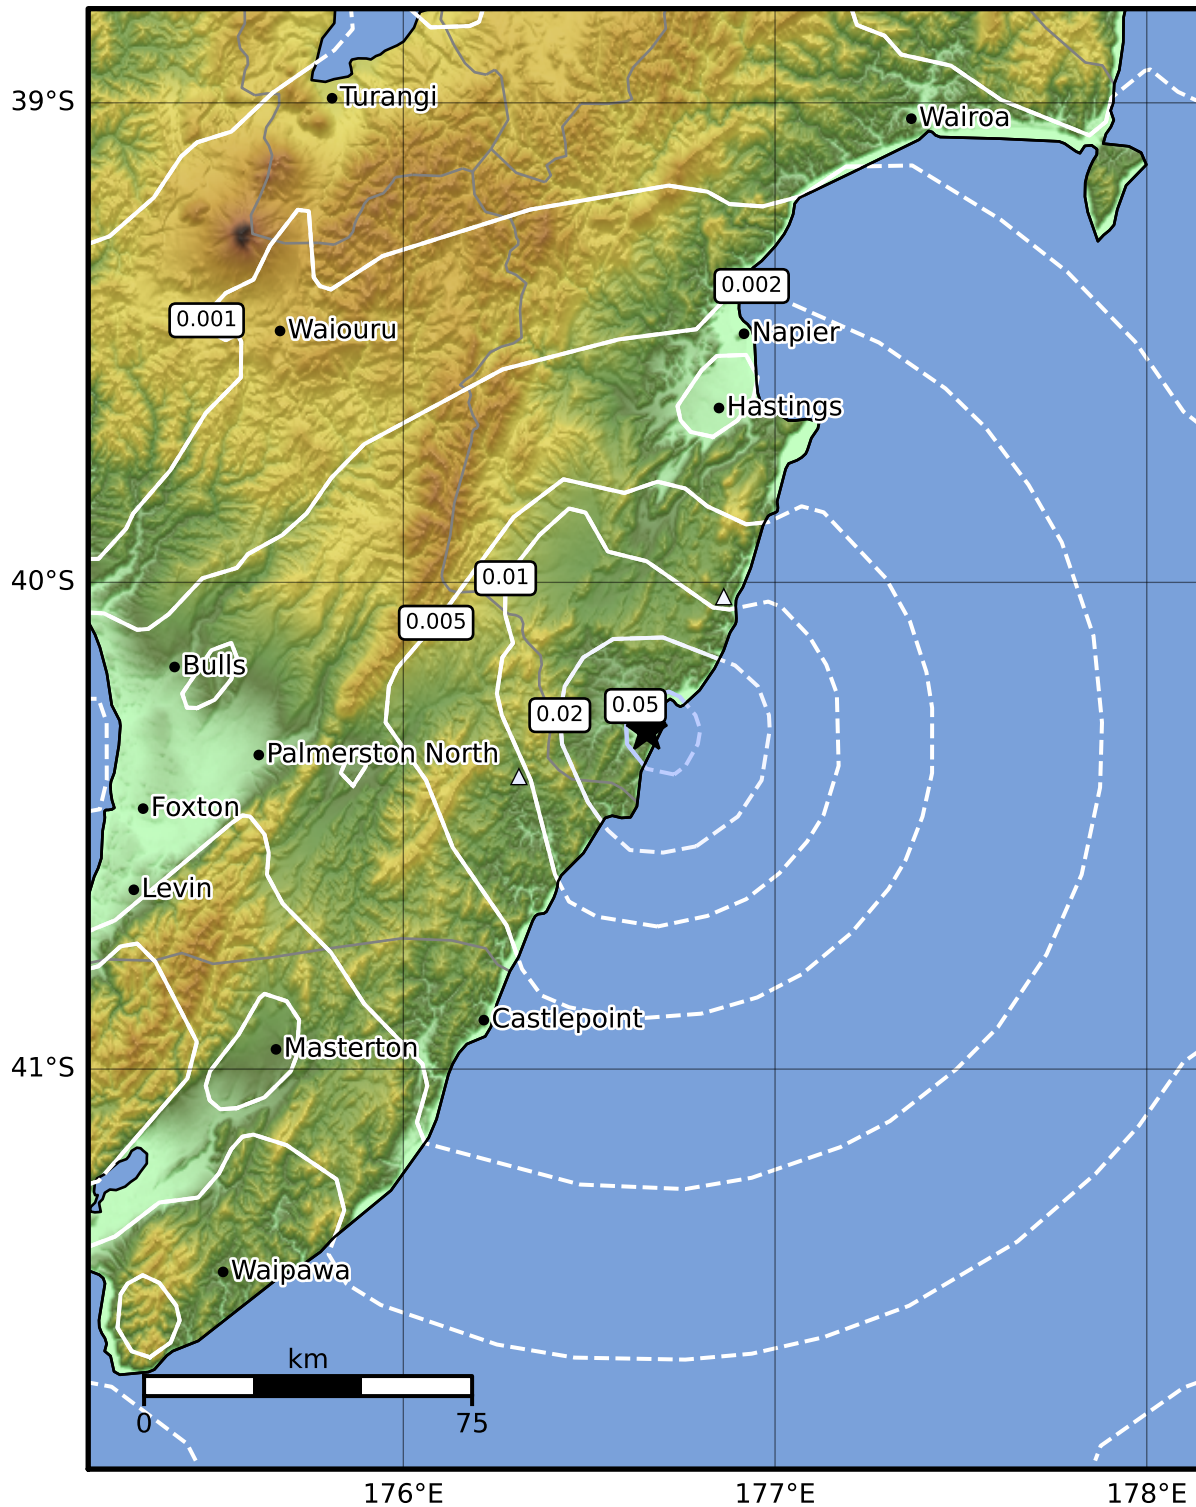 39°S
Turangi
Wairoa
0.002
0.001
Waiouru
Napier
Hastings
0.01
40°S
0.005
Bulls
0.05
0.02
Palmerston North
Foxton
Levin
Castlepoint
Masterton
41°S
Waipawa
km
0
75
176°E
177°E
178°E